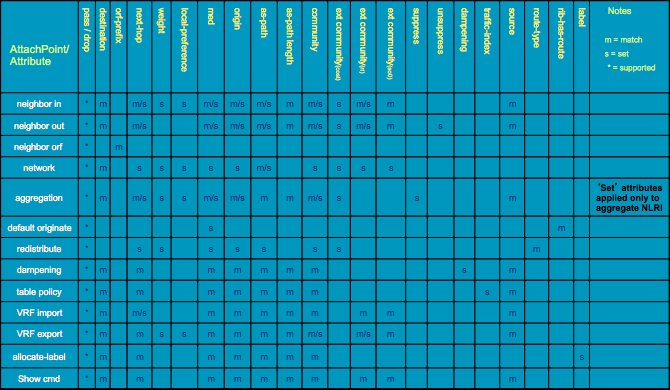 AttachPoint/
Attribute
pass / drop
destination
orf-prefix
next-hop
weight
local-preference
med
origin
as-path
as-path length
community
ext community(cost)
ext community(rt)
ext community(soO)
suppress
unsuppress
dampening
traffic-index
source
route-type
rib-has-route
label
Notes
m = match
s = set
* = supported
neighbor in * m m/s s s m/s m/s m/s m m/s s m/s m m
neighbor out * m m/s m/s m/s m/s m m/s s m/s m s m
neighbor orf * m
network * m s s s s s m/s s s s s
aggregation * m m/s s s m/s m/s m m m/s s s m
'Set' attributes
applied only to
aggregate NLRI
default originate * s m
redistribute * s s s s s s s m
dampening * m m m m m m m s m
table policy * m m m m m m m s m
VRF import * m m/s m m m m m m m m
VRF export * m m s s m m m m m/s m/s m m
allocate-label * m m m m m m m s
Show cmd * m m m m m m m m m m